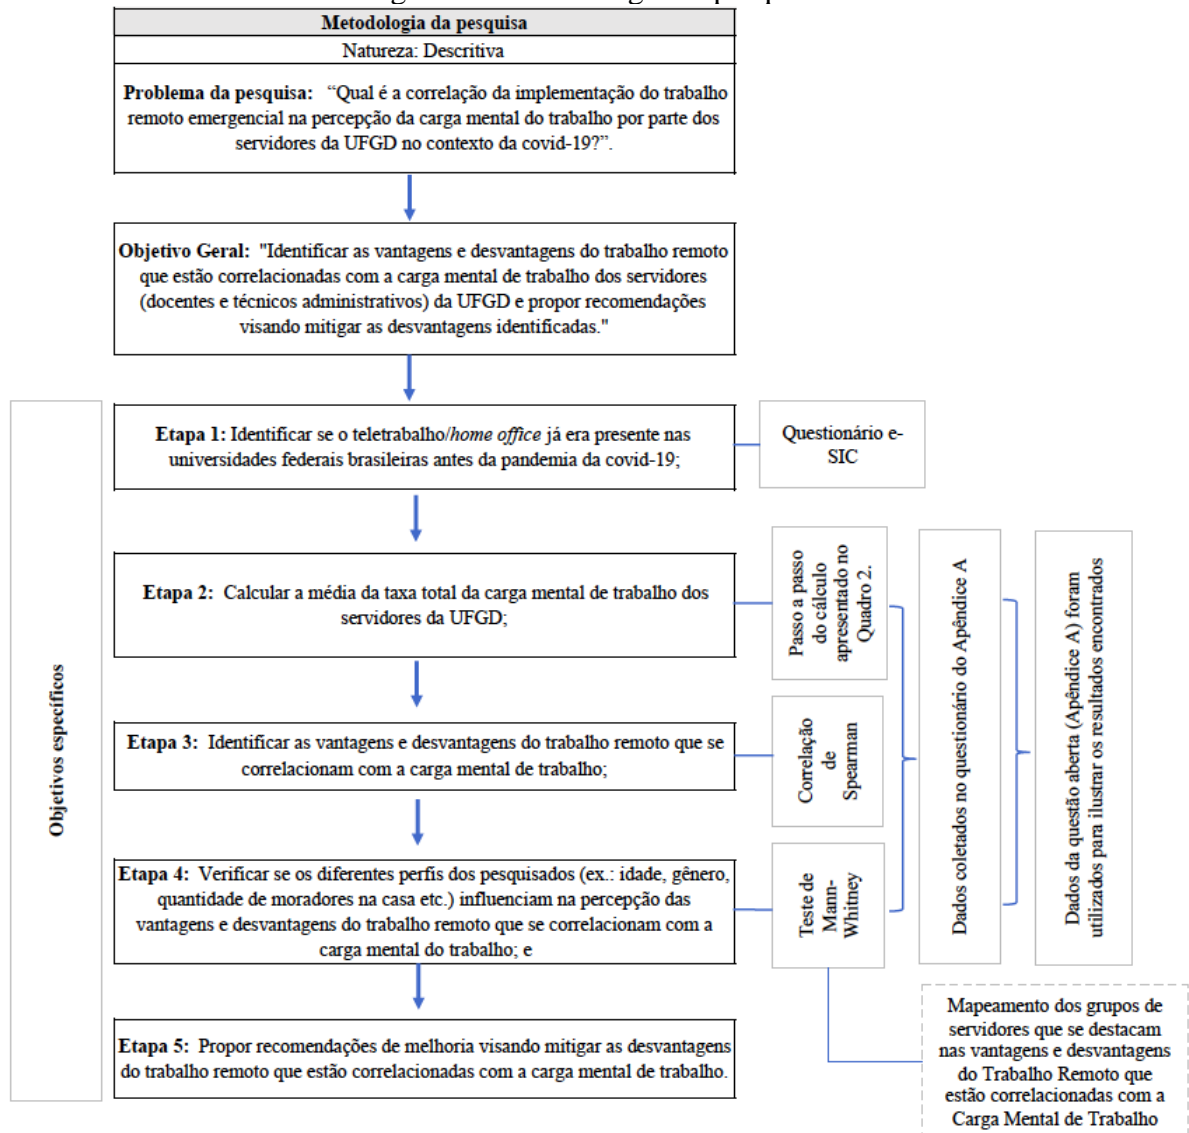 Metodologia da pesquisa
Natureza: Descritiva
Problema da pesquisa: “Qual é a correlação da implementação do trabalho
remoto emergencial na percepção da carga mental do trabalho por parte dos
servidores da UFGD no contexto da covid-19?”.
Objetivo Geral: "Identificar as vantagens e desvantagens do trabalho remoto
que estão correlacionadas com a carga mental de trabalho dos servidores
(docentes e técnicos administrativos) da UFGD e propor recomendações
visando mitigar as desvantagens identificadas."
Objetivos específicos
Etapa 1: Identificar se o teletrabalho/home office já era presente nas
universidades federais brasileiras antes da pandemia da covid-19;
Questionário e-
SIC
Etapa 2: Calcular a média da taxa total da carga mental de trabalho dos
servidores da UFGD;
Passo a passo
do cálculo
apresentado no
Quadro 2.
Etapa 3: Identificar as vantagens e desvantagens do trabalho remoto que se
correlacionam com a carga mental de trabalho;
Correlação
de
Spearman
Etapa 4: Verificar se os diferentes perfis dos pesquisados (ex.: idade, gênero,
quantidade de moradores na casa etc.) influenciam na percepção das
vantagens e desvantagens do trabalho remoto que se correlacionam com a
carga mental do trabalho; e
Teste de
Mann-
Whitney
Dados coletados no questionário do Apêndice A
Dados da questão aberta (Apêndice A) foram
utilizados para ilustrar os resultados encontrados
Etapa 5: Propor recomendações de melhoria visando mitigar as desvantagens
do trabalho remoto que estão correlacionadas com a carga mental de trabalho.
Mapeamento dos grupos de
servidores que se destacam
nas vantagens e desvantagens
do Trabalho Remoto que
estão correlacionadas com a
Carga Mental de Trabalho